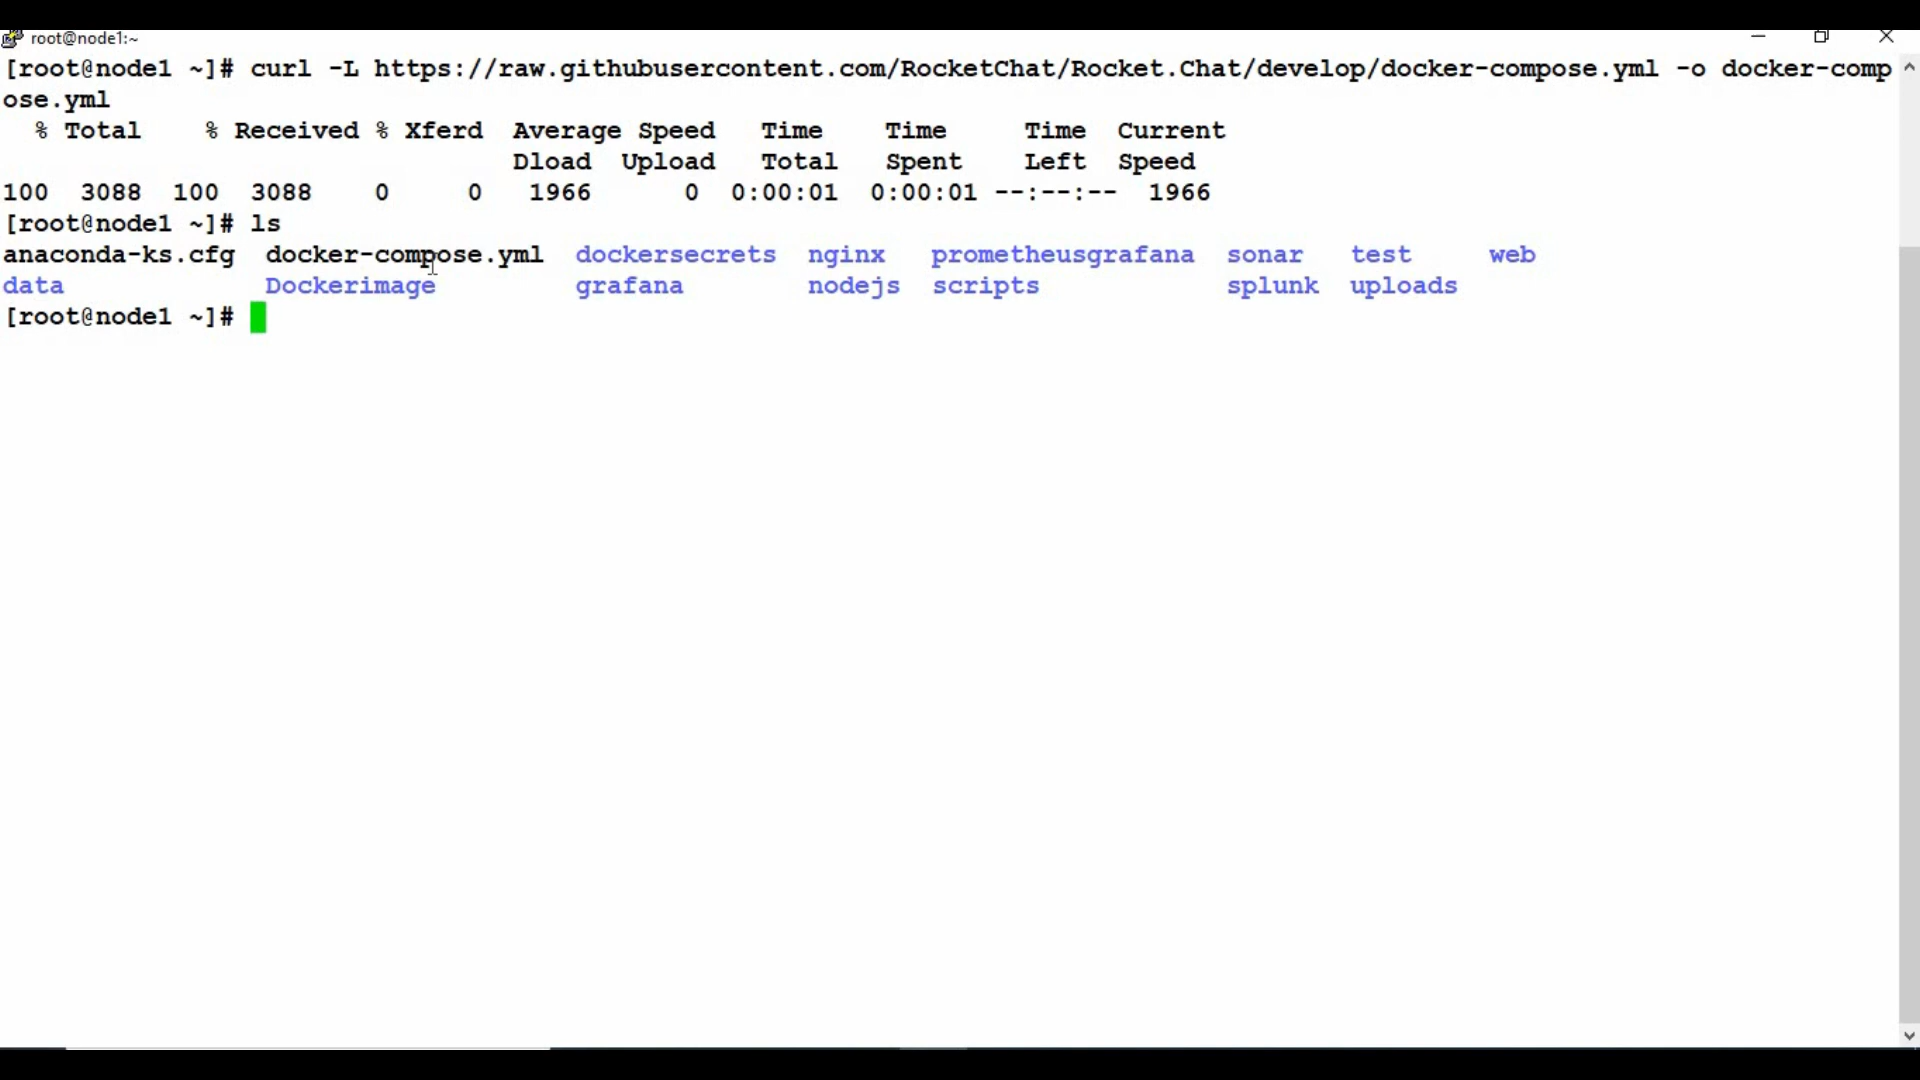 root@node1:~
[root@node1 ~]# curl -L https://raw.githubusercontent.com/RocketChat/Rocket.Chat/develop/docker-compose.yml -o docker-comp
ose.yml
  % Total    % Received % Xferd  Average Speed   Time    Time     Time  Current
                                 Dload  Upload   Total   Spent    Left  Speed
100  3088  100  3088    0     0   1966      0  0:00:01  0:00:01 --:--:--  1966
[root@node1 ~]# ls
anaconda-ks.cfg  docker-compose.yml  dockersecrets  nginx   prometheusgrafana  sonar   test     web
data             Dockerimage         grafana        nodejs  scripts            splunk  uploads
[root@node1 ~]#